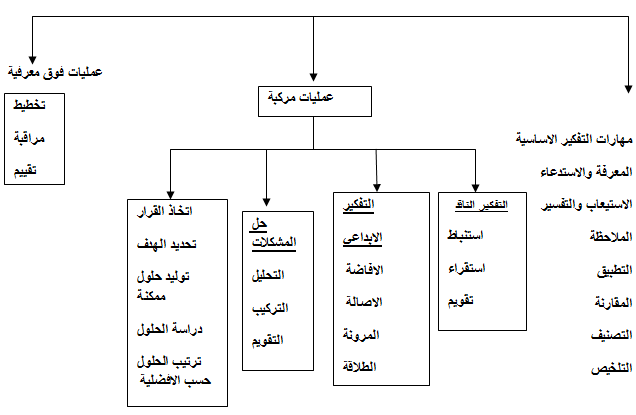 مهارات التفكير الاساسية
المعرفة والاستدعاء
الاستيعاب والتفسير
الملاحظة
التطبيق
المقارنة
التصنيف
التلخيص
عمليات مركبة
التفكير الناقد
استنباط
استقراء
تقويم
التفكير
الابداعي
الافاضة
الاصالة
المرونة
الطلاقة
حل
المشكلات
التحليل
التركيب
التقويم
اتخاذ القرار
تحديد الهدف
توليد حلول
ممكنة
دراسة الحلول
ترتيب الحلول
حسب الافضلية
عمليات فوق معرفية
تخطيط
مراقبة
تقييم